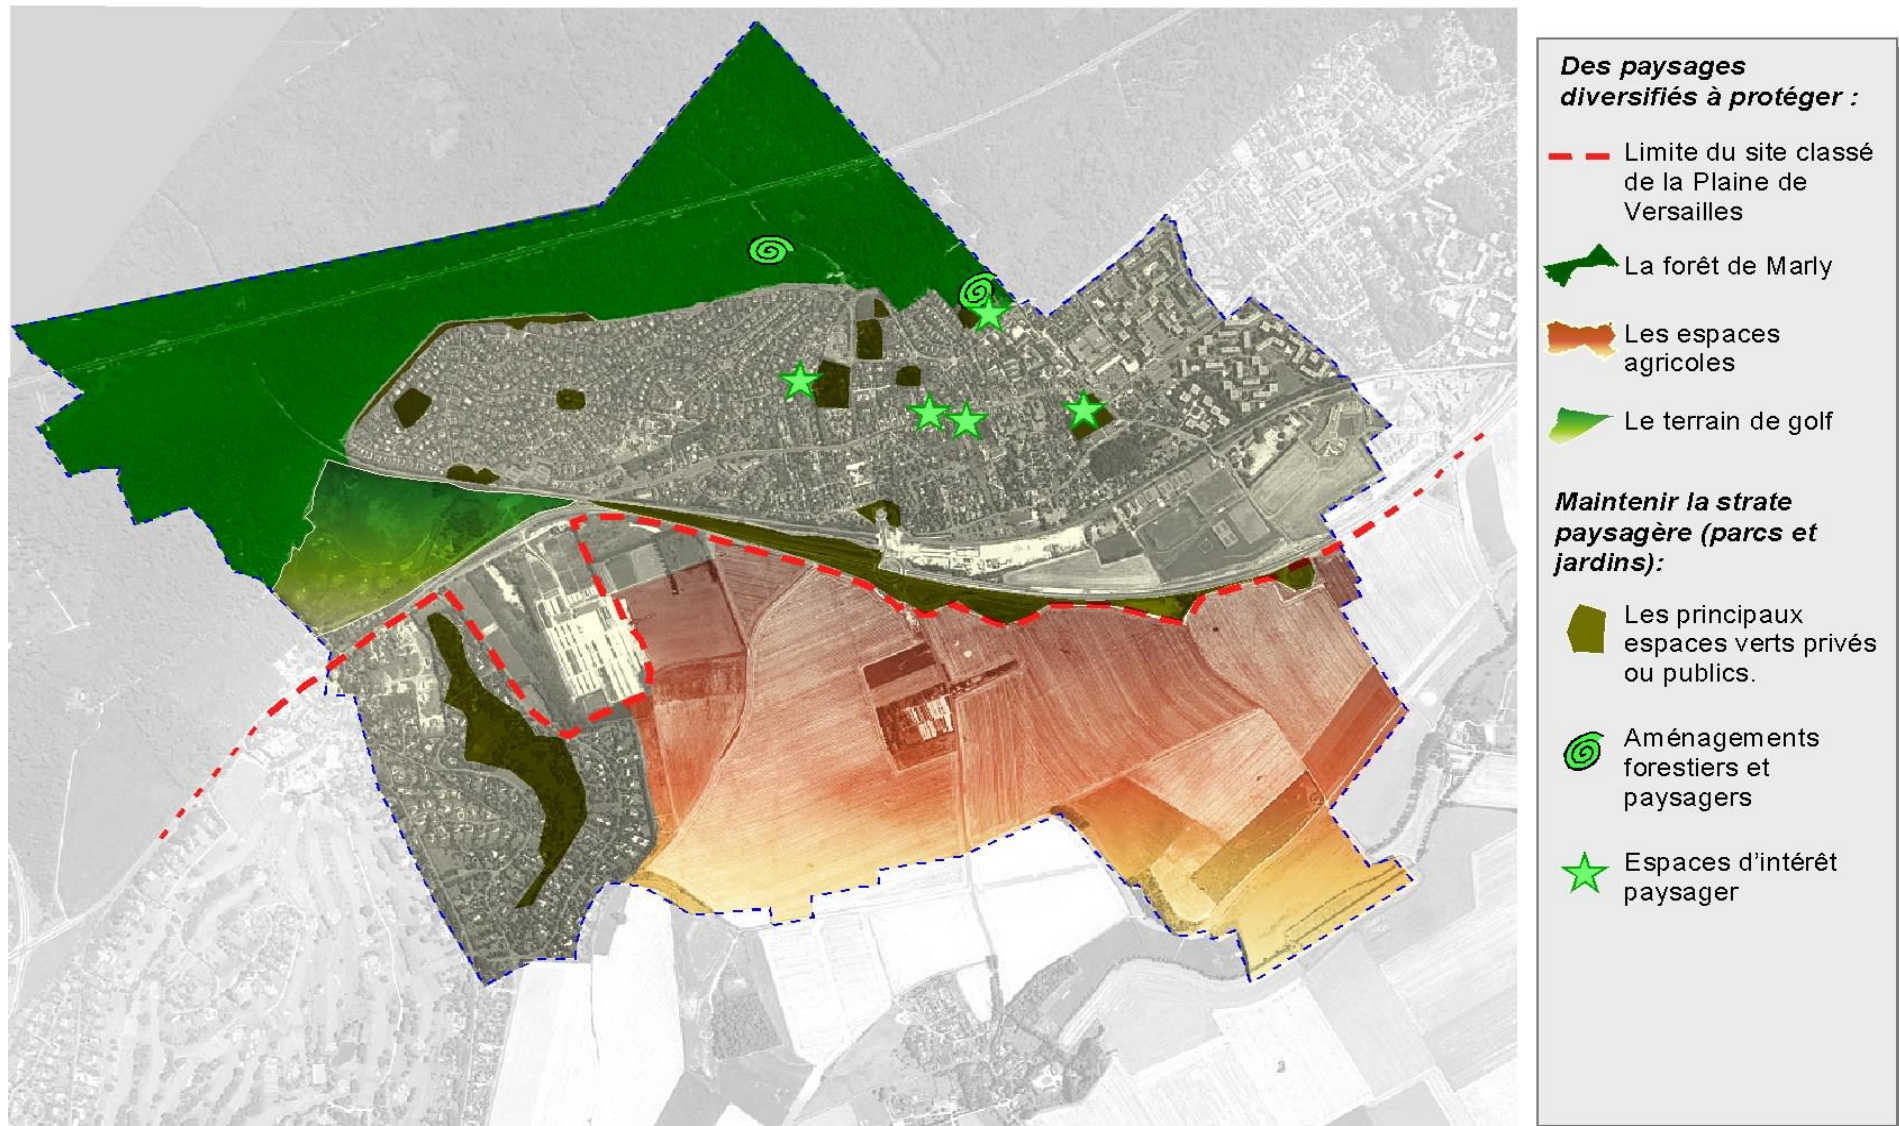 Des paysages
diversifiés à protéger :
Limite du site classé
de la Plaine de
Versailles
La forêt de Marly
Les espaces
agricoles
Le terrain de golf
Maintenir la strate
paysagère (parcs et
jardins):
Les principaux
espaces verts privés
ou publics.
Aménagements
forestiers et
paysagers
Espaces d'intérêt
paysager